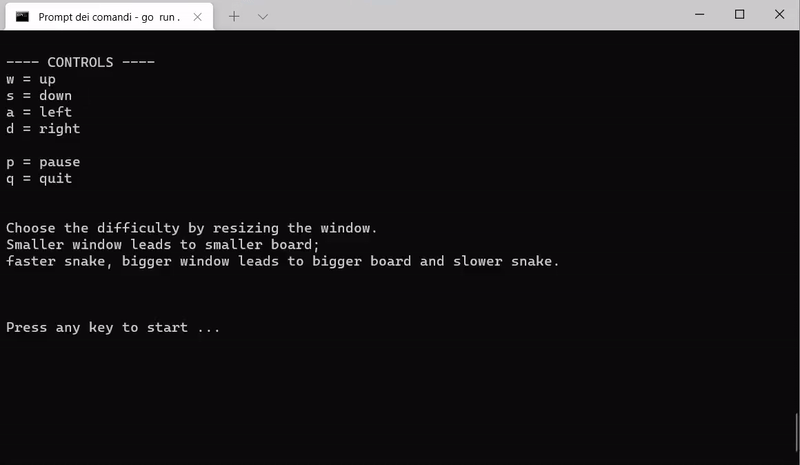 Prompt dei comandi - go  run .
---- CONTROLS ----
w = up
s = down
a = left
d = right
p = pause
q = quit
Choose the difficulty by resizing the window.
Smaller window leads to smaller board;
faster snake, bigger window leads to bigger board and slower snake.
Press any key to start ...